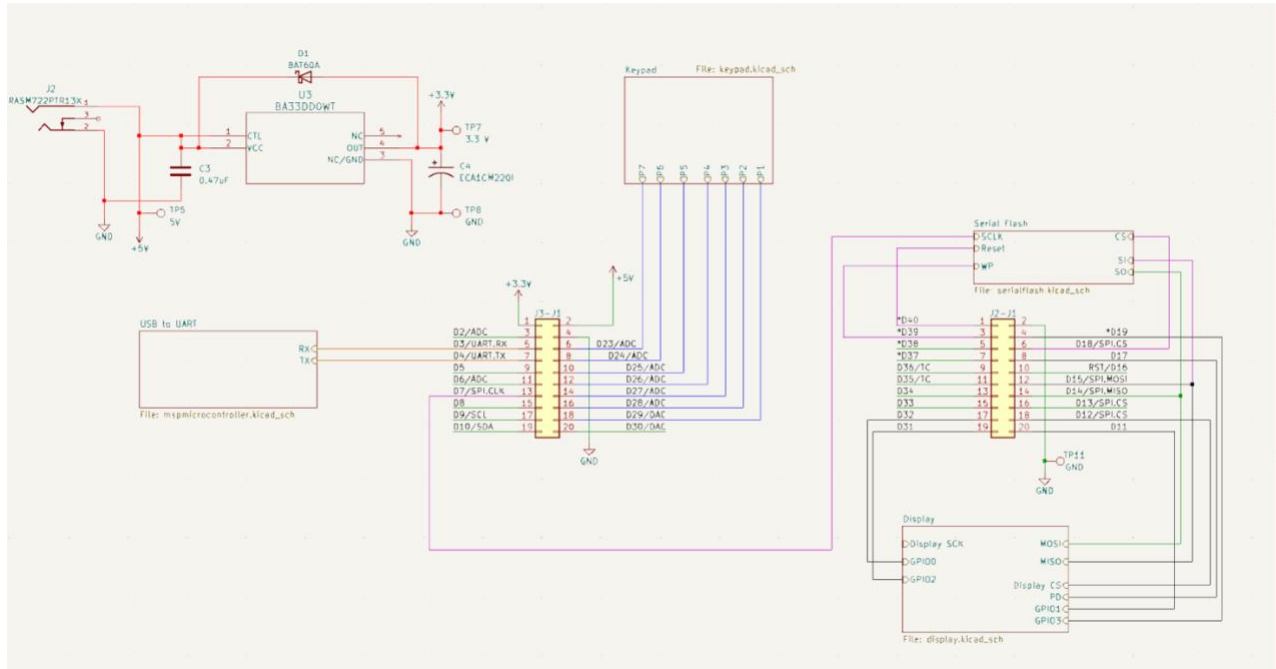 D1
BAT60A
J2
RASM722PTR13X
1
3
2
U3
BA33DDOWT
1 CTL
2 VCC
NC 5
OUT 4
NC/GND 3
C3
0.47uF
GND
TP5
5V
+5V
+3.3V
TP7
3.3 V
C4
ECA1CM220I
TP8
GND
GND
Keypad
File: keypad.kicad_sch
P7
P6
P5
P4
P3
P2
P1
USB to UART
RX
TX
File: mspmicrocontroller.kicad_sch
+3.3V
+5V
J3-J1
1 2
D2/ADC 3 4
D3/UART.RX 5 6 D23/ADC
D4/UART.TX 7 8 D24/ADC
D5 9 10 D25/ADC
D6/ADC 11 12 D26/ADC
D7/SPI.CLK 13 14 D27/ADC
D8 15 16 D28/ADC
D9/SCL 17 18 D29/DAC
D10/SDA 19 20 D30/DAC
GND
Serial flash
SCLK CS
Reset
WP SI
SO
File: serialflash.kicad_sch
J2-J1
*D40 1 2
*D39 3 4 *D19
*D38 5 6 D18/SPI.CS
*D37 7 8 D17
D36/TC 9 10 RST/D16
D35/TC 11 12 D15/SPI.MOSI
D34 13 14 D14/SPI.MISO
D33 15 16 D13/SPI.CS
D32 17 18 D12/SPI.CS
D31 19 20 D11
TP11
GND
GND
Display
Display SCK MOSI
GPIO0 MISO
GPIO2
Display CS
PD
GPIO1
GPIO3
File: display.kicad_sch